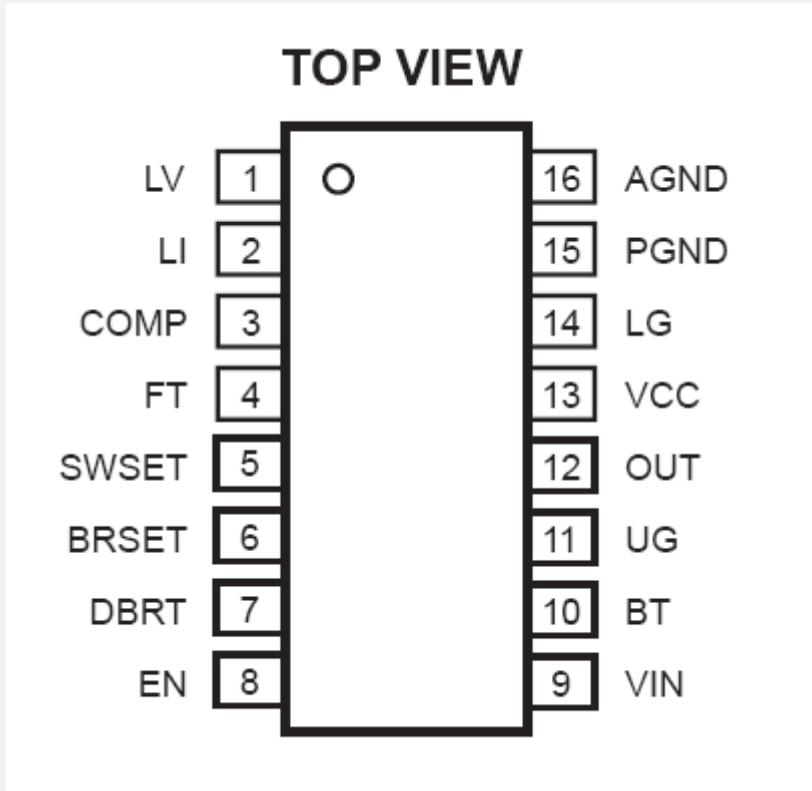 TOP VIEW
LV 1 16 AGND
LI 2 15 PGND
COMP 3 14 LG
FT 4 13 VCC
SWSET 5 12 OUT
BRSET 6 11 UG
DBRT 7 10 BT
EN 8 9 VIN